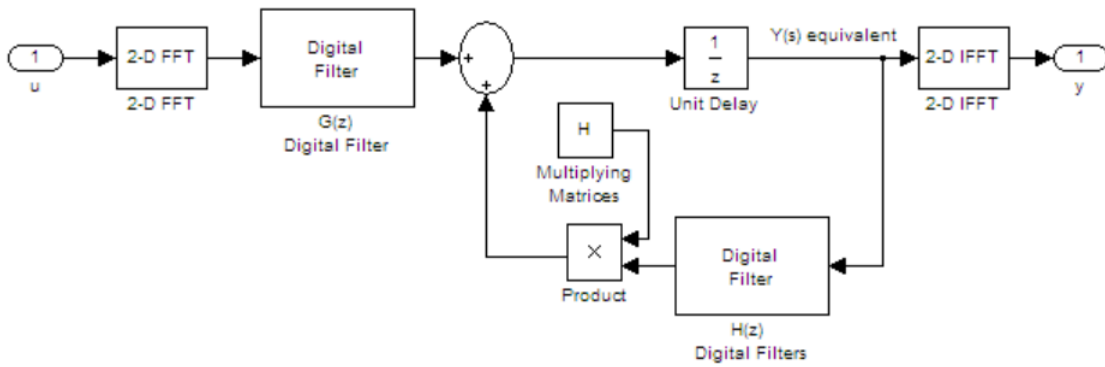 1
u
2-D FFT
2-D FFT
Digital
Filter
G(z)
Digital Filter
+
+
1
z
Unit Delay
Y(s) equivalent
2-D IFFT
2-D IFFT
1
y
H
Multiplying
Matrices
×
Product
Digital
Filter
H(z)
Digital Filters